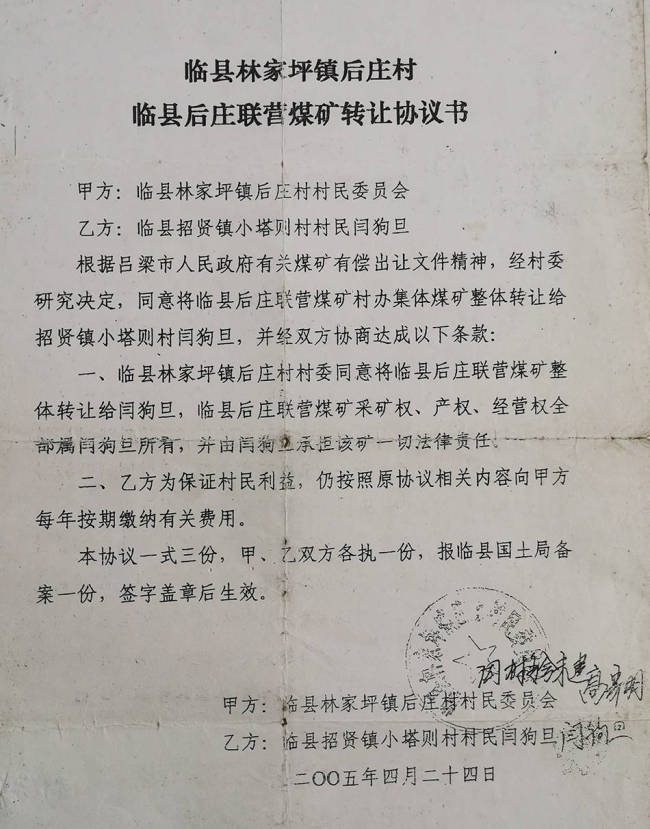 临县林家坪镇后庄村
临县后庄联营煤矿转让协议书
甲方：临县林家坪镇后庄村村民委员会
乙方：临县招贤镇小塔则村村民闫狗旦
根据吕梁市人民政府有关煤矿有偿出让文件精神，经村委
研究决定，同意将临县后庄联营煤矿村办集体煤矿整体转让给
招贤镇小塔则村闫狗旦，并经双方协商达成以下条款：
一、临县林家坪镇后庄村村委同意将临县后庄联营煤矿整
体转让给闫狗旦，临县后庄联营煤矿采矿权、产权、经营权全
部属闫狗旦所有，并由闫狗旦承担该矿一切法律责任。
二、乙方为保证村民利益，仍按照原协议相关内容向甲方
每年按期缴纳有关费用。
本协议一式三份，甲、乙双方各执一份，报临县国土局备
案一份，签字盖章后生效。
甲方：临县林家坪镇后庄村村民委员会
乙方：临县招贤镇小塔则村村民闫狗旦 闫狗旦
二〇〇五年四月二十四日